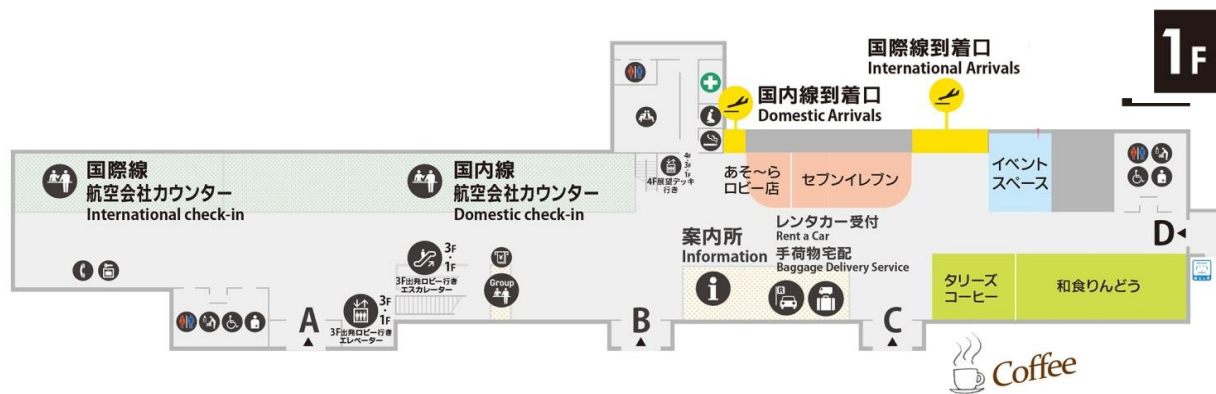 1F
国際線到着口
International Arrivals
国内線到着口
Domestic Arrivals
国際線
航空会社カウンター
International check-in
国内線
航空会社カウンター
Domestic check-in
4F
3F
1F
4F展望デッキ
行き
あそ～ら
ロビー店
セブンイレブン
イベント
スペース
案内所
Information
レンタカー受付
Rent a Car
手荷物宅配
Baggage Delivery Service
D
3F
1F
3F出発ロビー行き
エスカレーター
Group
R
タリーズ
コーヒー
和食りんどう
A
3F
1F
3F出発ロビー行き
エレベーター
B
C
Coffee